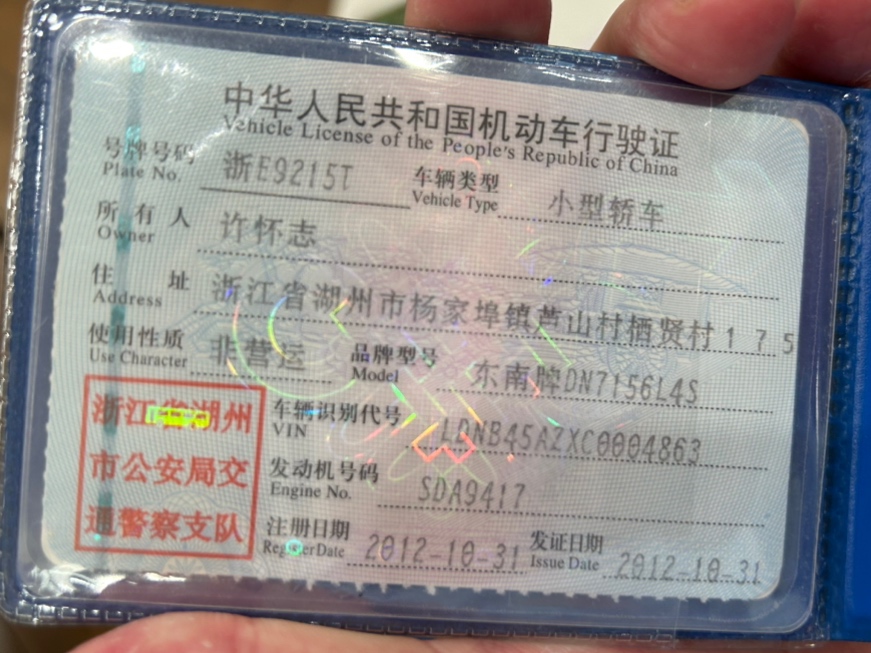 中华人民共和国机动车行驶证
Vehicle License of the People's Republic of China
号牌号码 浙E9215T 车辆类型 小型轿车
Plate No. Vehicle Type
所有人 许怀志
Owner
住址 浙江省湖州市杨家埠镇芦山村栖贤村175
Address
使用性质 非营运 品牌型号 东南牌DN7156L4S
Use Character Model
浙江省湖州
市公安局交
通警察支队
车辆识别代号 LDNB45AZXC0004863
VIN
发动机号码 SDA9417
Engine No.
注册日期 2012-10-31 发证日期 2012-10-31
Register Date Issue Date